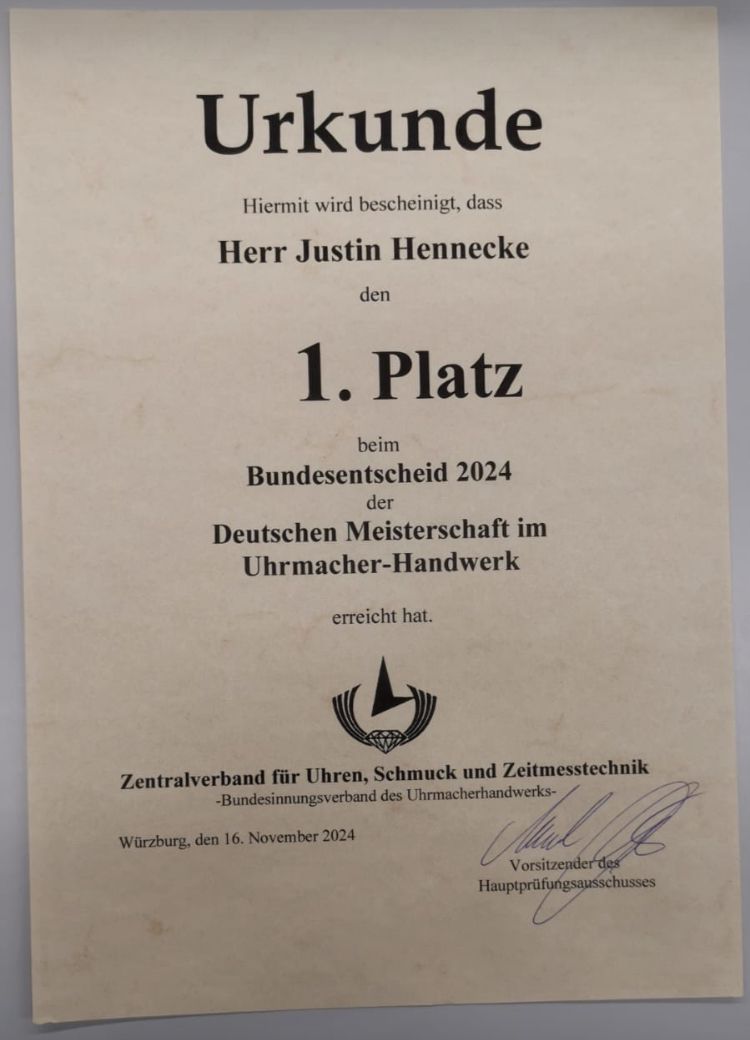 Urkunde
Hiermit wird bescheinigt, dass
Herr Justin Hennecke
den
1. Platz
beim
Bundesentscheid 2024
der
Deutschen Meisterschaft im
Uhrmacher-Handwerk
erreicht hat.
Zentralverband für Uhren, Schmuck und Zeitmesstechnik
-Bundesinnungsverband des Uhrmacherhandwerks-
Würzburg, den 16. November 2024
Vorsitzender des
Hauptprüfungsausschusses